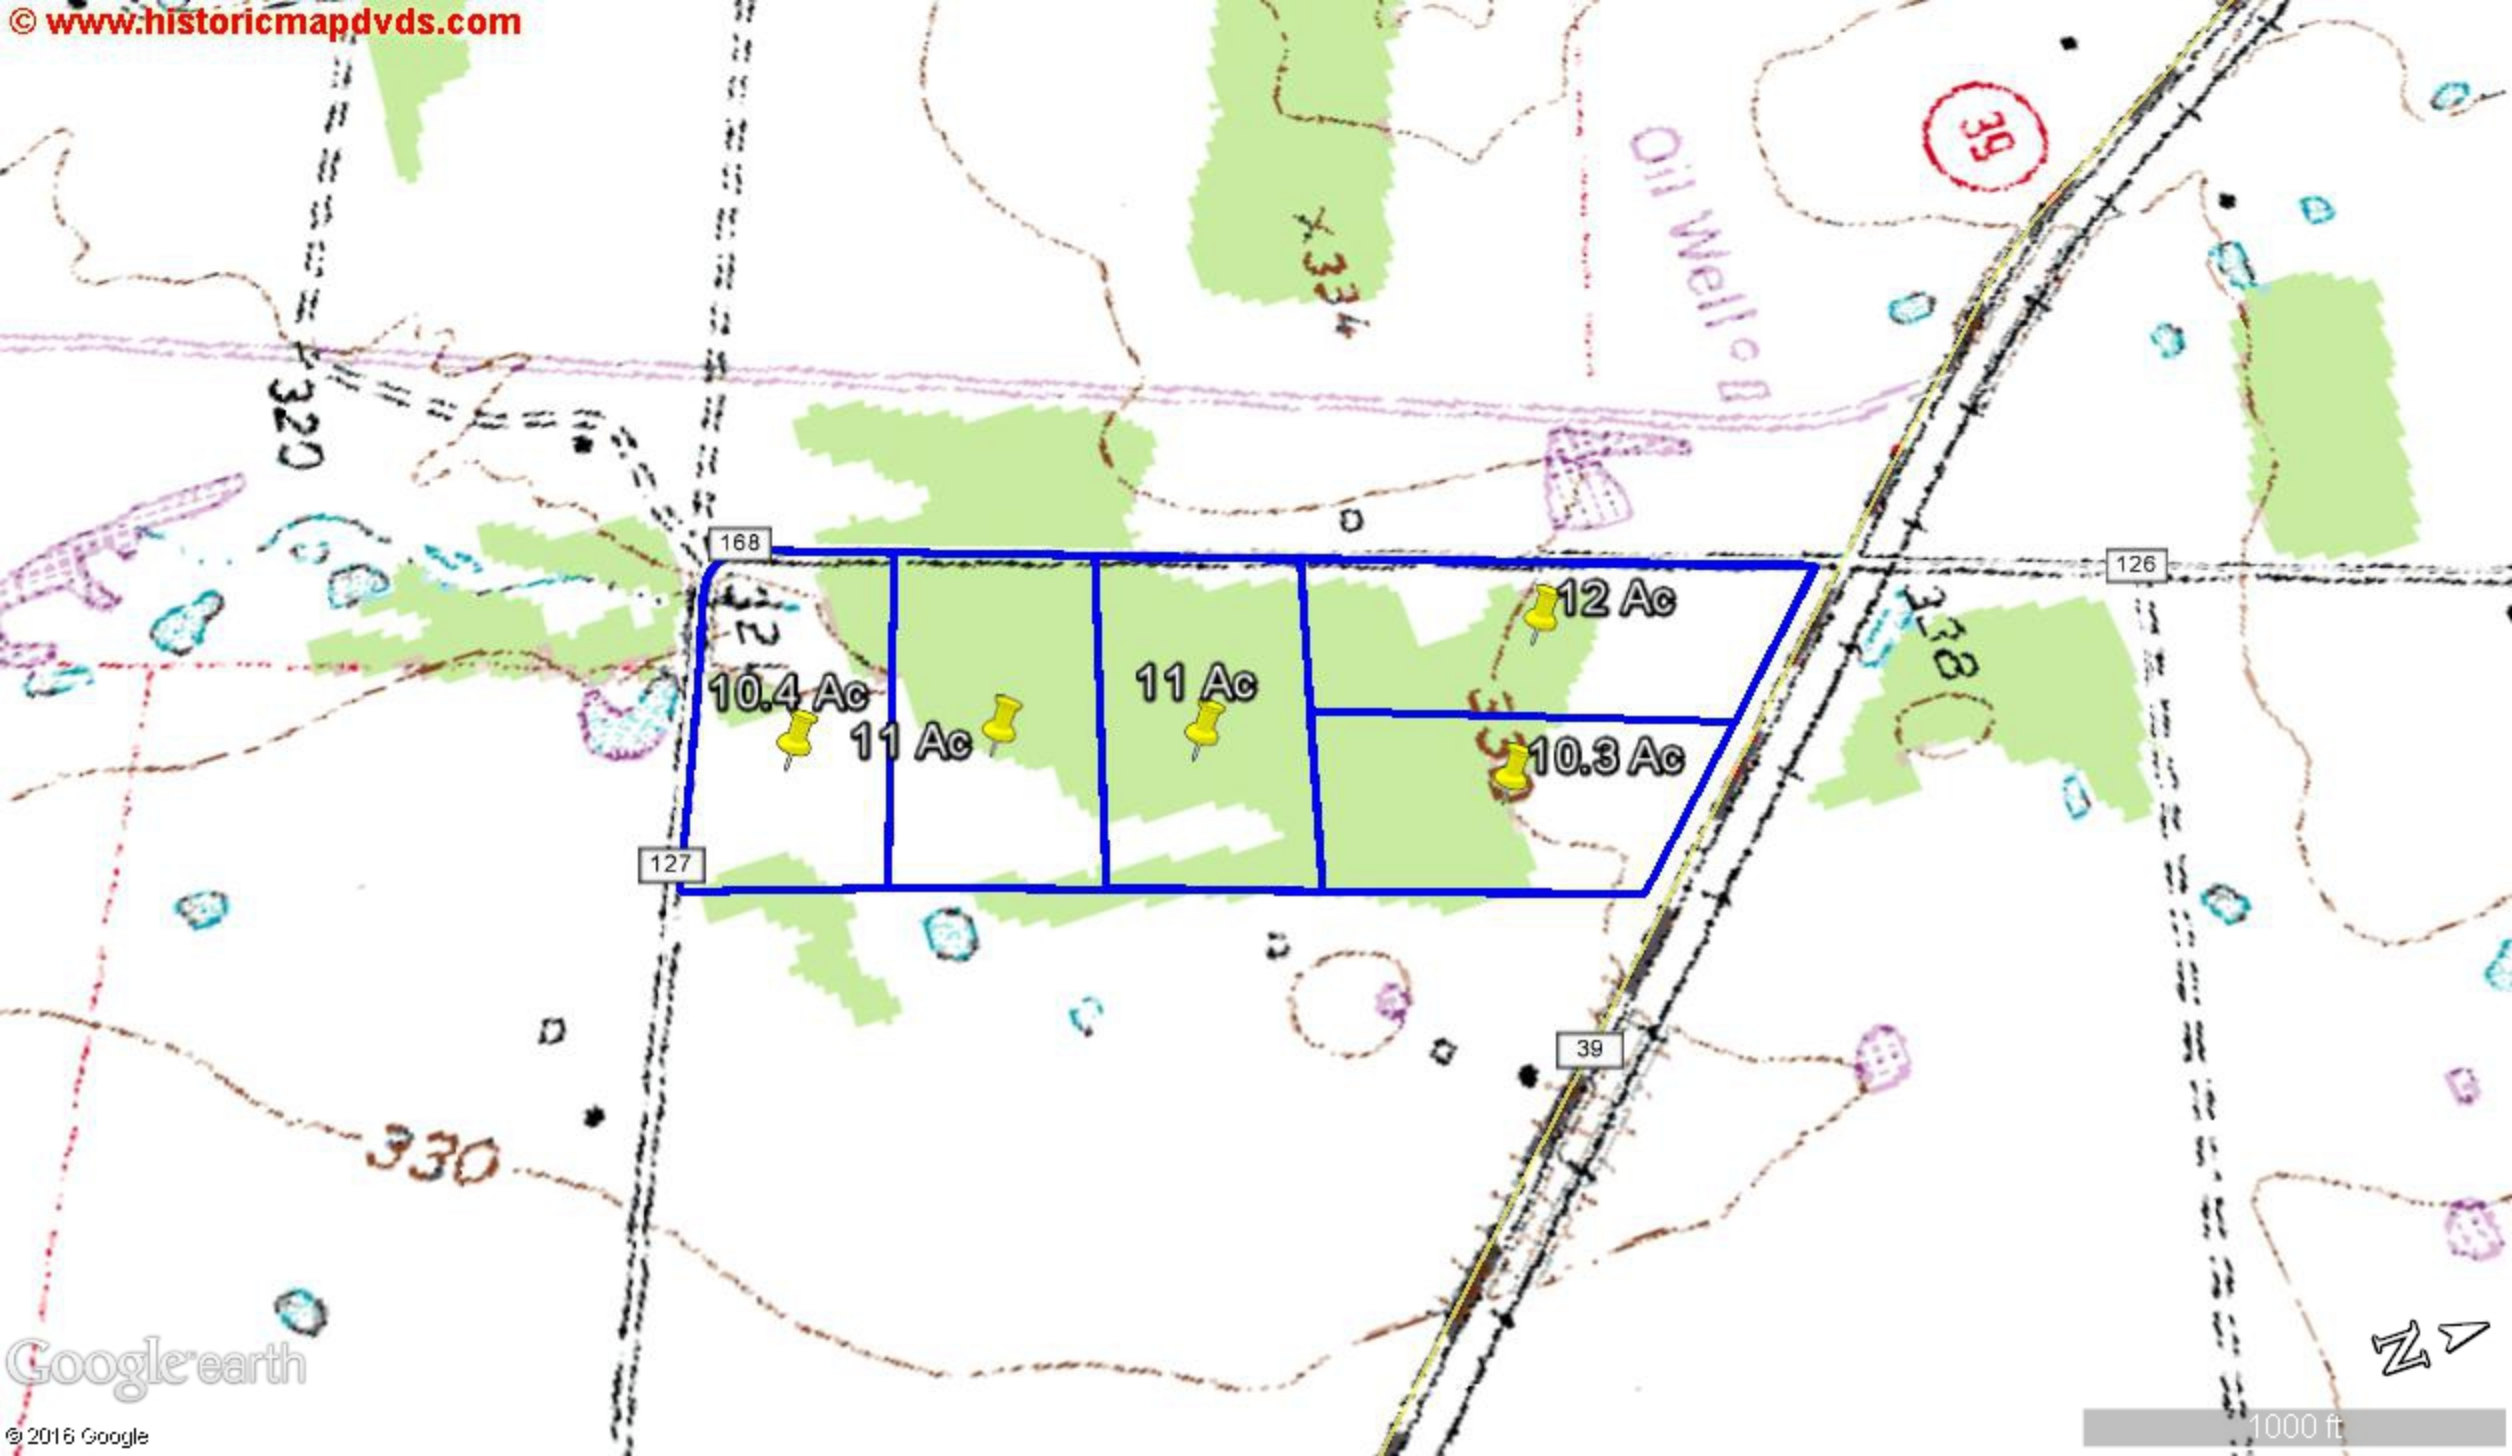 © www.historicmapdvds.com
39
Oil Well
X334
320
168
126
338
12 Ac
10.4 Ac
11 Ac
11 Ac
10.3 Ac
127
39
330
N
Google earth
1000 ft
© 2016 Google